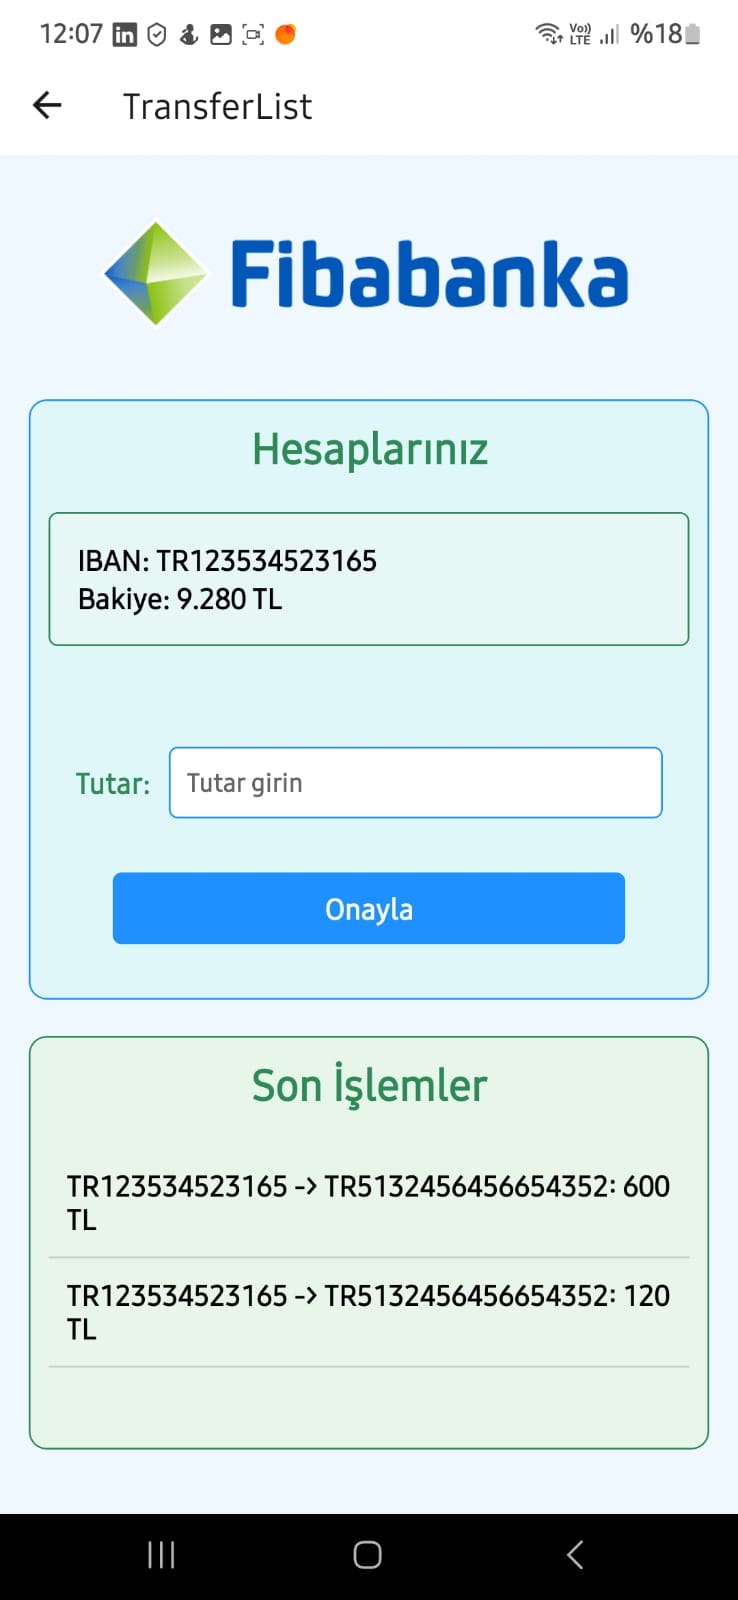 12:07 in Vo)) LTE %18
TransferList
Fibabanka
Hesaplarınız
IBAN: TR123534523165
Bakiye: 9.280 TL
Tutar: Tutar girin
Onayla
Son İşlemler
TR123534523165 -> TR5132456456654352: 600
TL
TR123534523165 -> TR5132456456654352: 120
TL